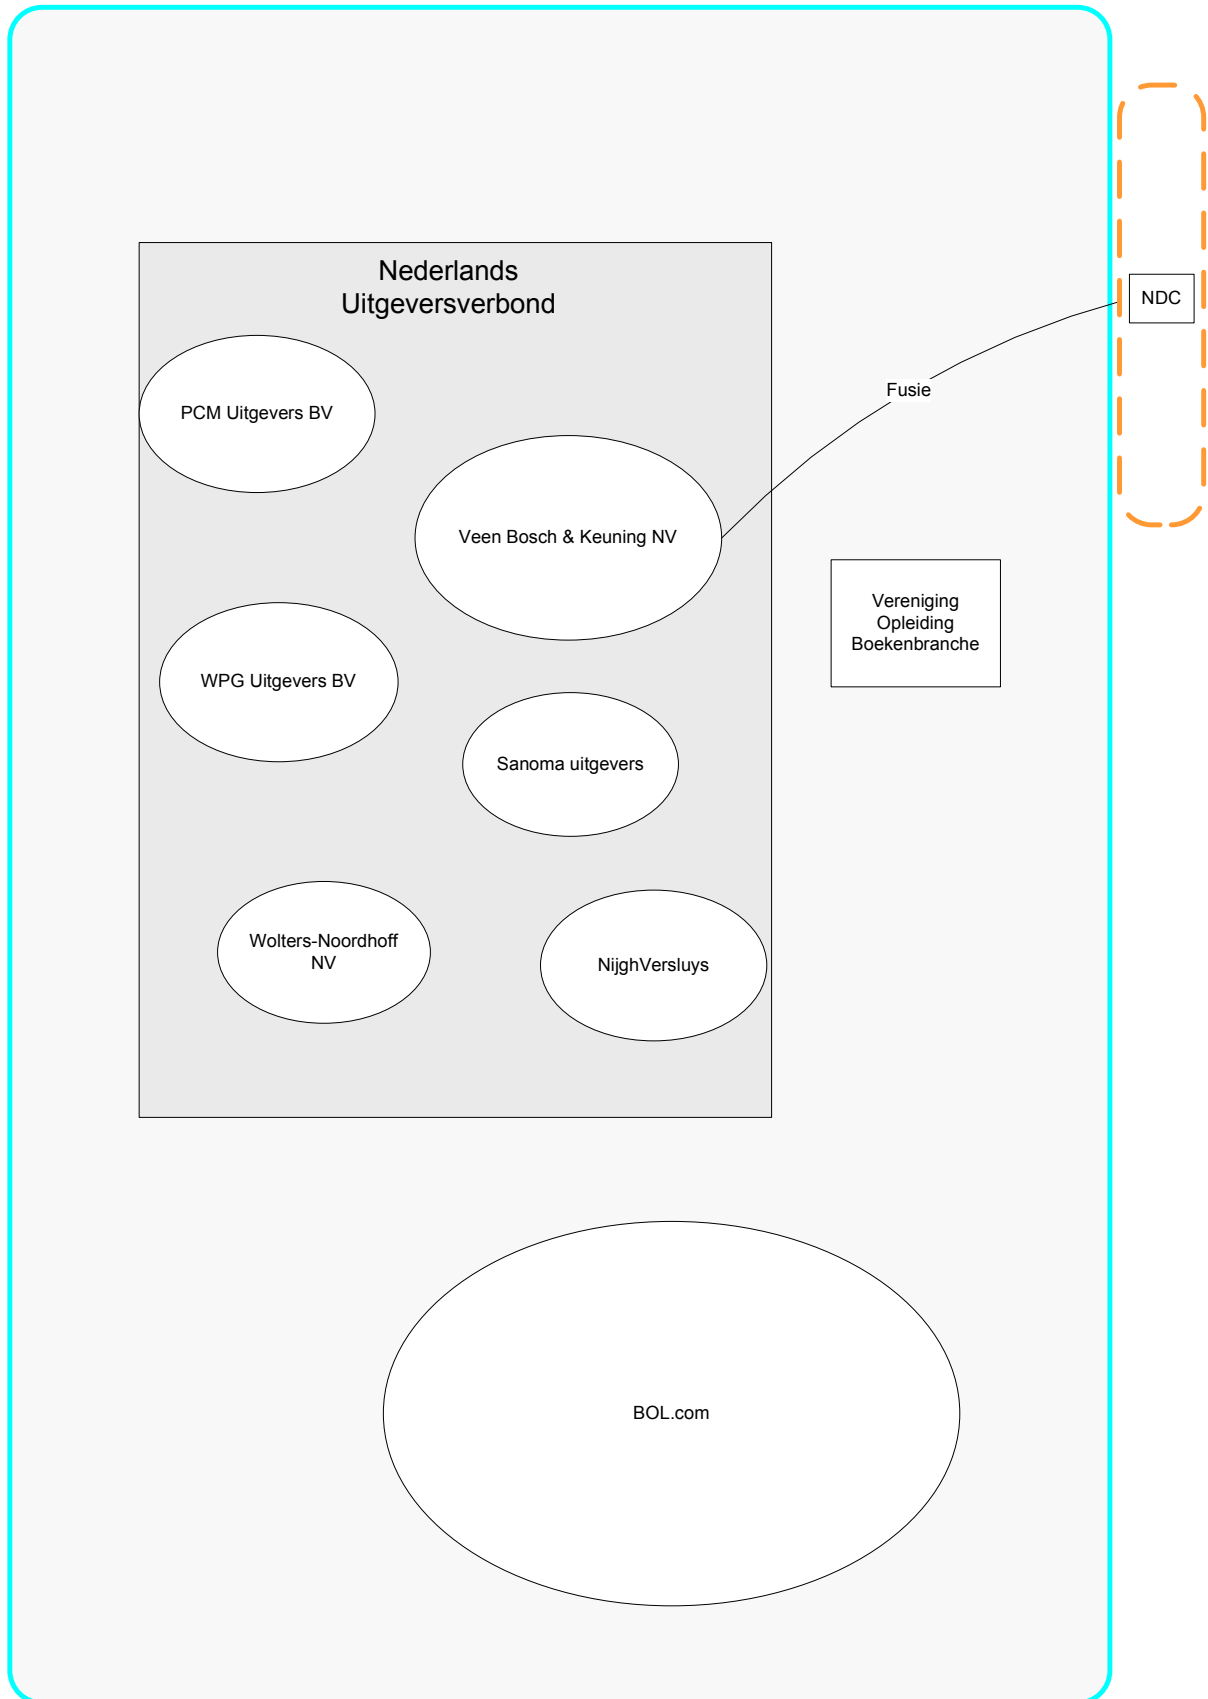 Nederlands
Uitgeversverbond
NDC
Fusie
PCM Uitgevers BV
Veen Bosch & Keuning NV
Vereniging
Opleiding
Boekenbranche
WPG Uitgevers BV
Sanoma uitgevers
Wolters-Noordhoff
NV
NijghVersluys
BOL.com